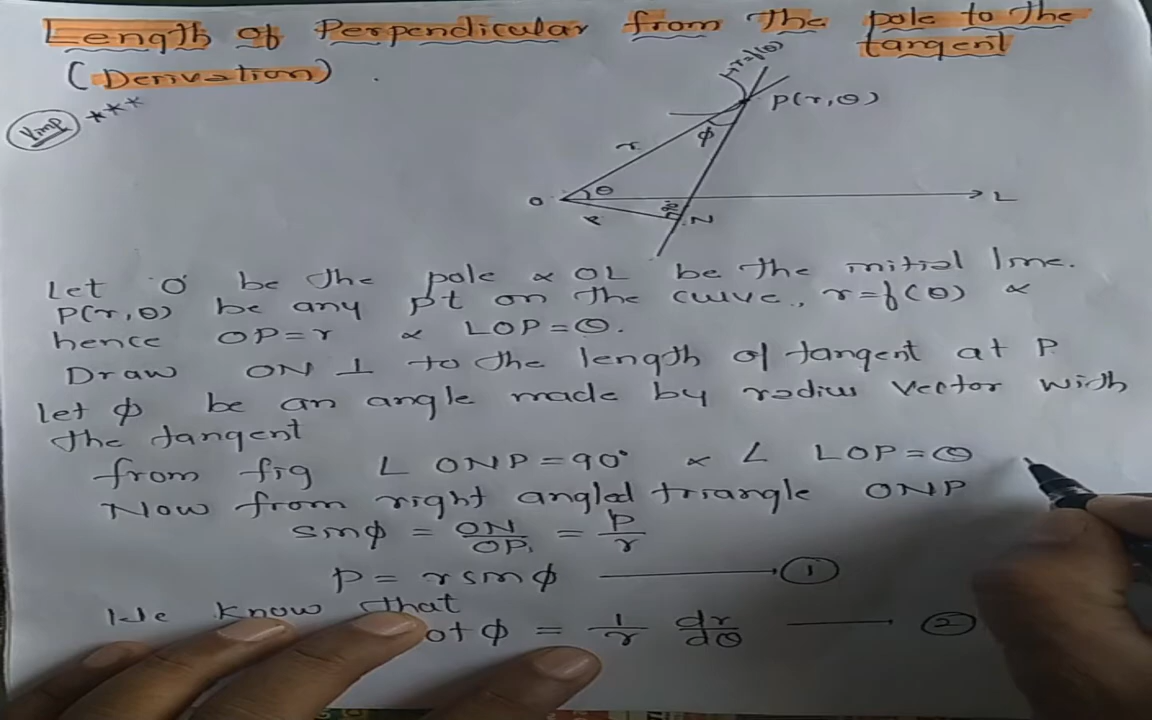 Length of Perpendicular from the pole to the tangent
(Derivation).
V.imp ***
r=f(θ)
P(r,θ)
φ
r
θ
O
L
P
90°
N
Let 'O' be the pole & OL be the initial line.
P(r,θ) be any pt on the curve, r=f(θ) &
hence OP=r & LOP=θ.
Draw ON ⊥ to the length of tangent at P
let φ be an angle made by radius vector with
the tangent
from fig ∠ ONP=90° & ∠ LOP=θ
Now from right angled triangle ONP
sinφ = ON/OP = P/r
P = r sinφ → ①
We know that
otφ = 1/r dr/dθ → ②